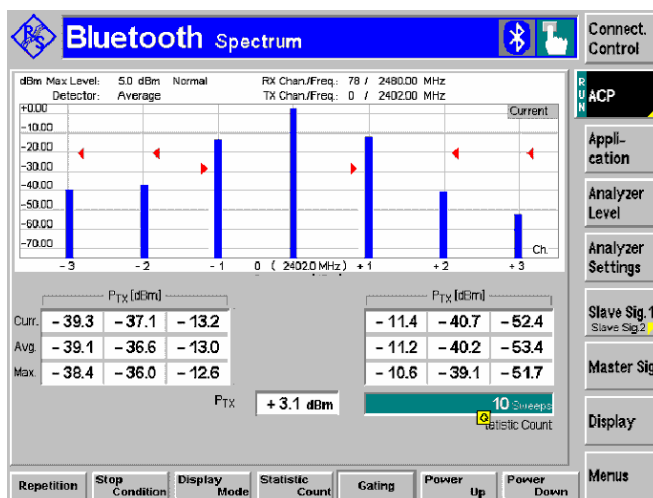 R S
Bluetooth Spectrum
Connect. Control
dBm Max Level: 5.0 dBm Normal RX Chan./Freq.: 78 / 2480.00 MHz
Detector: Average TX Chan./Freq.: 0 / 2402.00 MHz
RUN
ACP
+0.00
Current
-10.00
-20.00
-30.00
-40.00
-50.00
-60.00
-70.00
Ch.
-3 -2 -1 0 ( 2402.0 MHz ) +1 +2 +3
Appli-cation
Analyzer Level
Analyzer Settings
Slave Sig.1
Slave Sig.2
Master Sig
Display
Menus
PTX [dBm] PTX [dBm]
Curr. -39.3 -37.1 -13.2 -11.4 -40.7 -52.4
Avg. -39.1 -36.6 -13.0 -11.2 -40.2 -53.4
Max. -38.4 -36.0 -12.6 -10.6 -39.1 -51.7
PTX +3.1 dBm 10 Sweeps
tatistic Count
Repetition
Stop Condition
Display Mode
Statistic Count
Gating
Power Up
Power Down